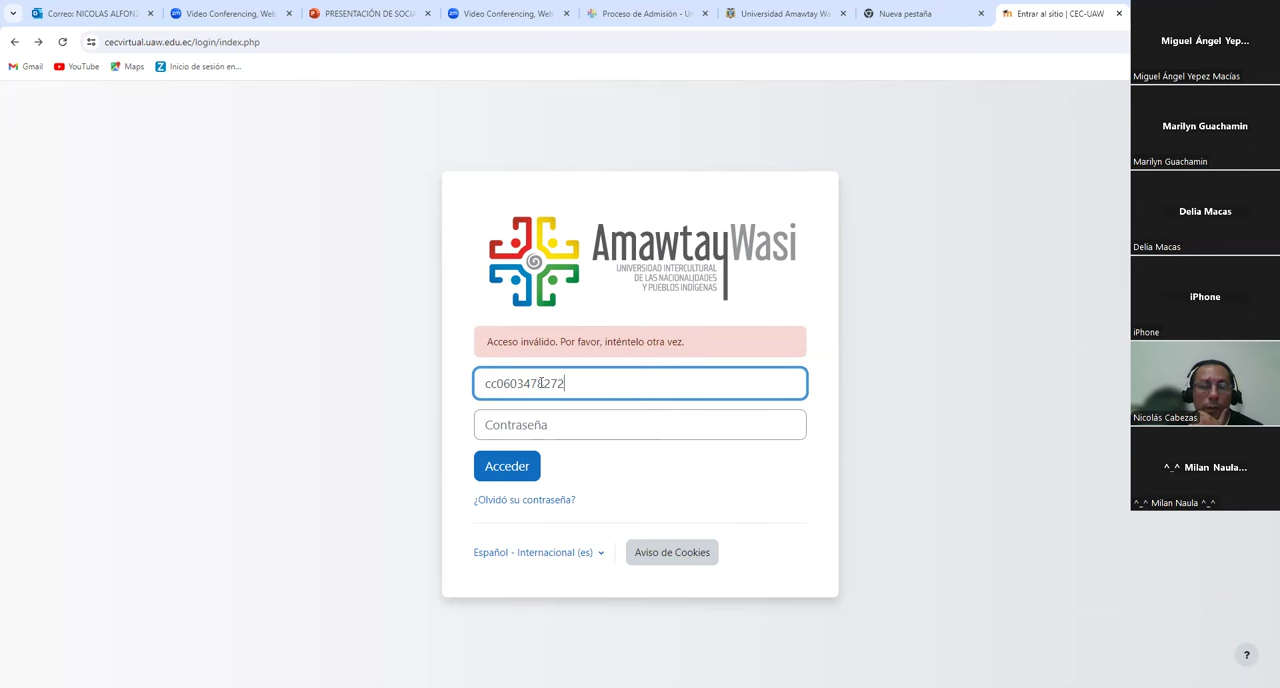 Correo: NICOLAS ALFON
Video Conferencing, Web
PRESENTACIÓN DE SOCIA
Video Conferencing, Web
Proceso de Admisión - Un
Universidad Amawtay Wa
Nueva pestaña
Entrar al sitio | CEC-UAW
cecvirtual.uaw.edu.ec/login/index.php
Gmail
YouTube
Maps
Inicio de sesión en...
AmawtayWasi
UNIVERSIDAD INTERCULTURAL
DE LAS NACIONALIDADES
Y PUEBLOS INDÍGENAS
Acceso inválido. Por favor, inténtelo otra vez.
Contraseña
Acceder
¿Olvidó su contraseña?
Español - Internacional (es)
Aviso de Cookies
?
Miguel Ángel Yep...
Miguel Ángel Yepez Macías
Marilyn Guachamin
Marilyn Guachamin
Delia Macas
Delia Macas
iPhone
iPhone
Nicolás Cabezas
^_^ Milan Naula...
^_^ Milan Naula ^_^